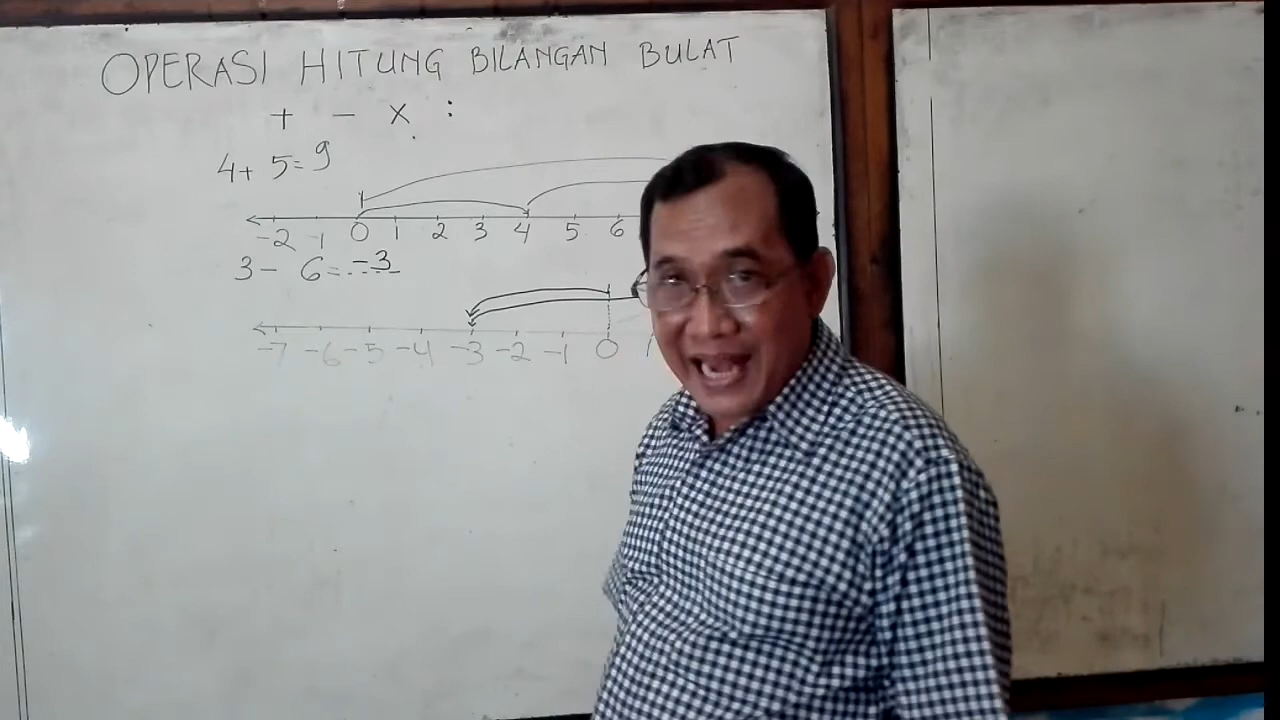 OPERASI HITUNG BILANGAN BULAT
+ - x :
4+ 5=9
-2 -1 0 1 2 3 4 5 6
3- 6=-3
-7 -6 -5 -4 -3 -2 -1 0 1